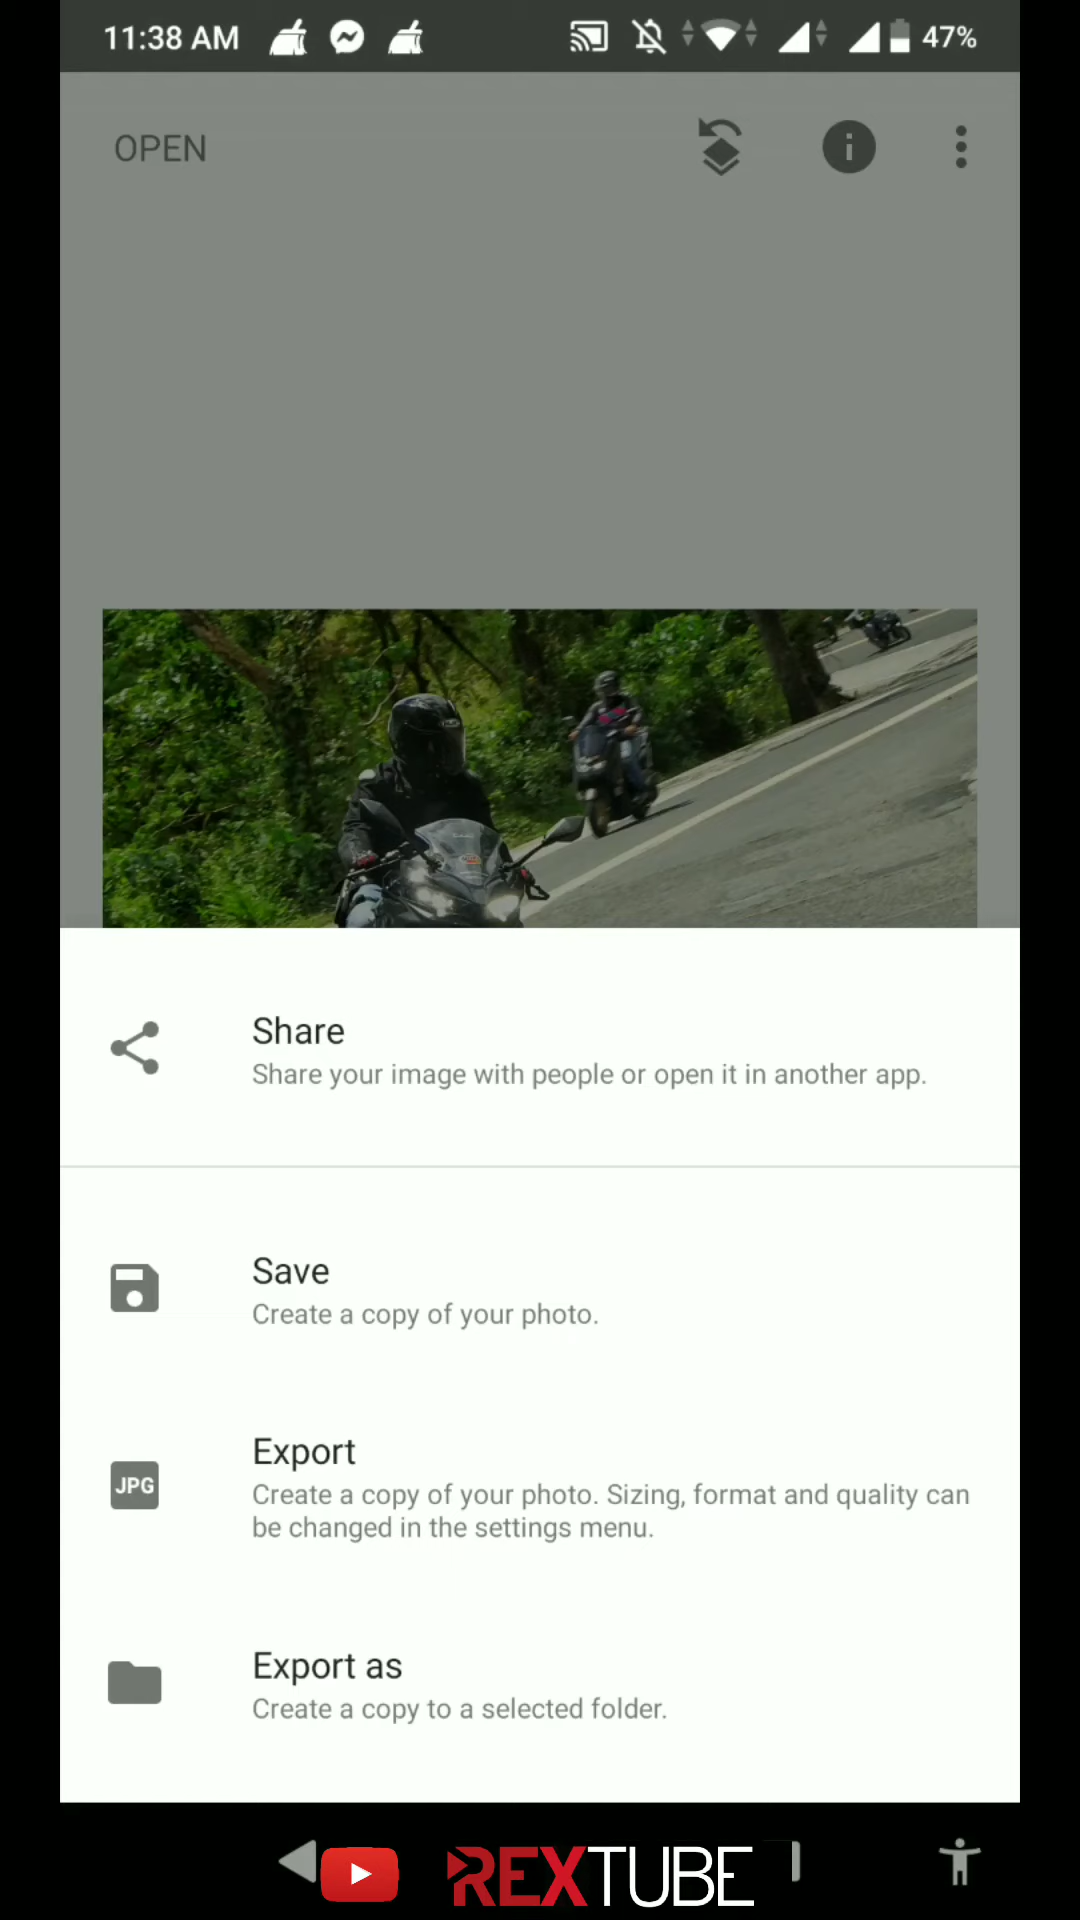 11:38 AM
47%
OPEN
Share
Share your image with people or open it in another app.
Save
Create a copy of your photo.
JPG
Export
Create a copy of your photo. Sizing, format and quality can
be changed in the settings menu.
Export as
Create a copy to a selected folder.
REXTUBE